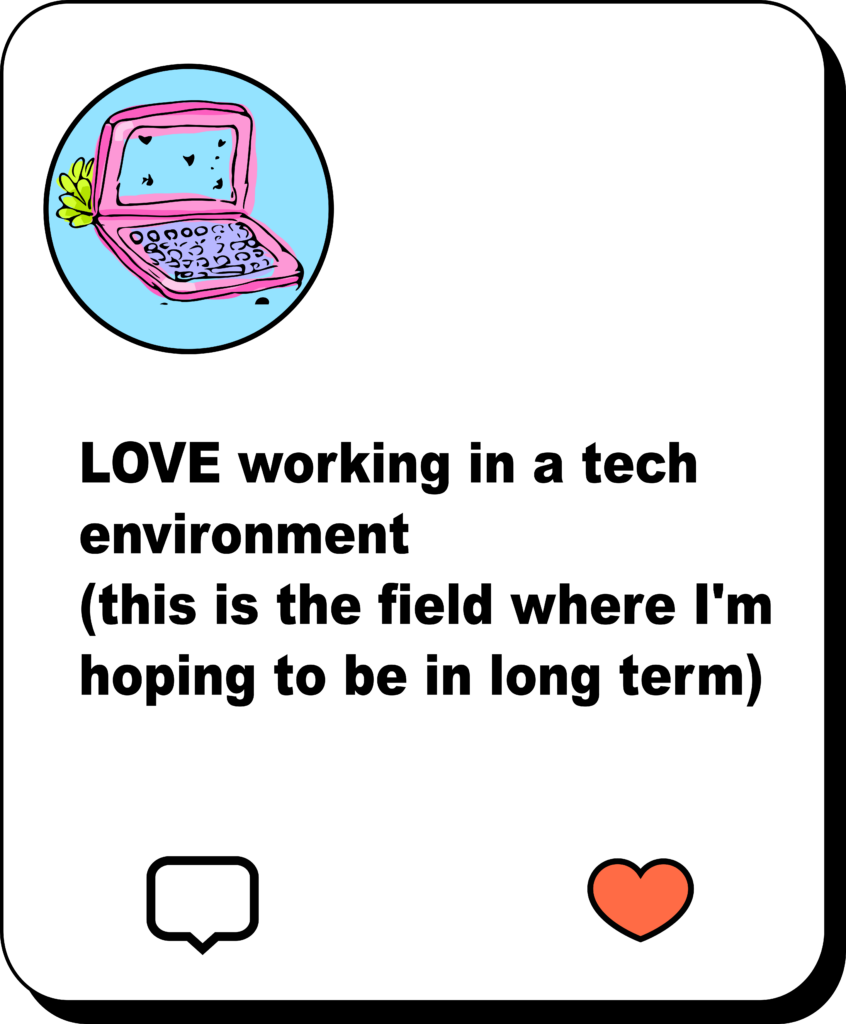 LOVE working in a tech
environment
(this is the field where I'm
hoping to be in long term)